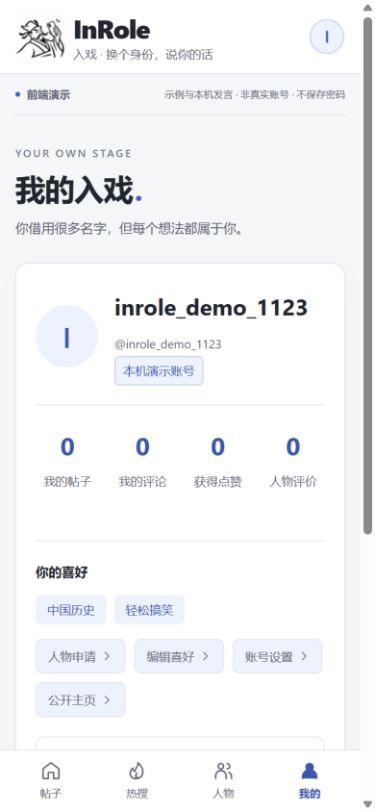 InRole
入戏 · 换个身份，说你的话
I
前端演示
示例与本机发言 · 非真实账号 · 不保存密码
YOUR OWN STAGE
我的入戏.
你借用很多名字，但每个想法都属于你。
I
inrole_demo_1123
@inrole_demo_1123
本机演示账号
0 0 0 0
我的帖子 我的评论 获得点赞 人物评价
你的喜好
中国历史 轻松搞笑
人物申请 编辑喜好 账号设置
公开主页
帖子 热搜 人物 我的